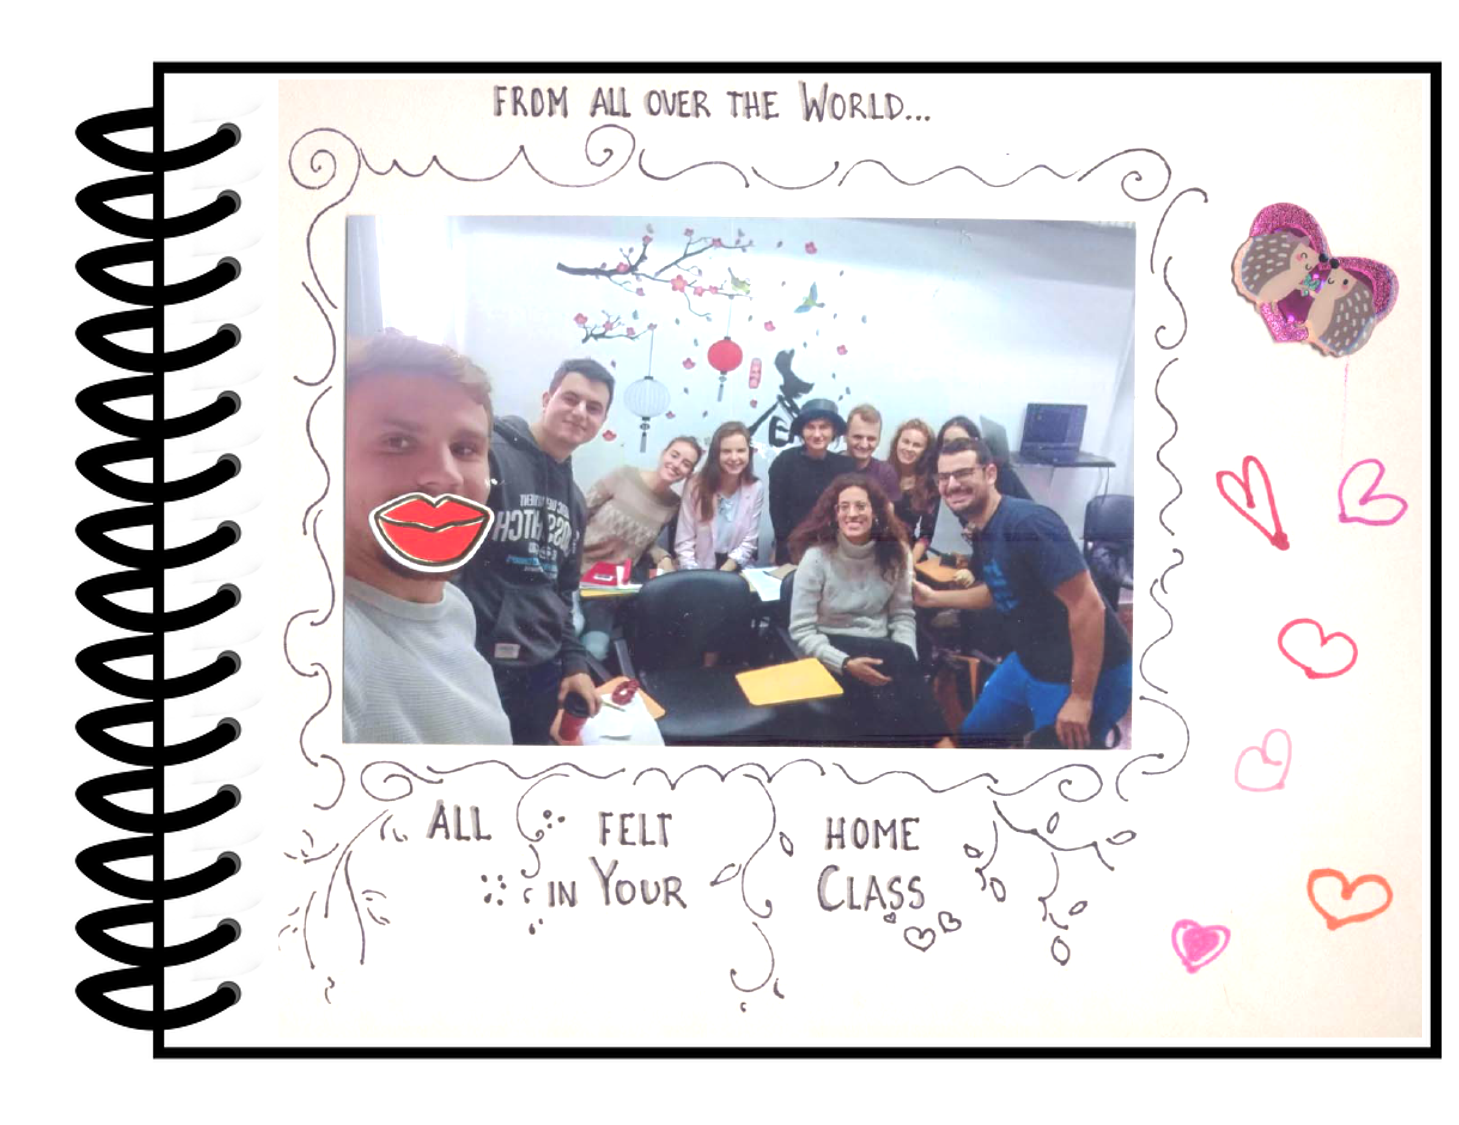 FROM ALL OVER THE WORLD...
ALL FELT HOME
IN YOUR CLASS